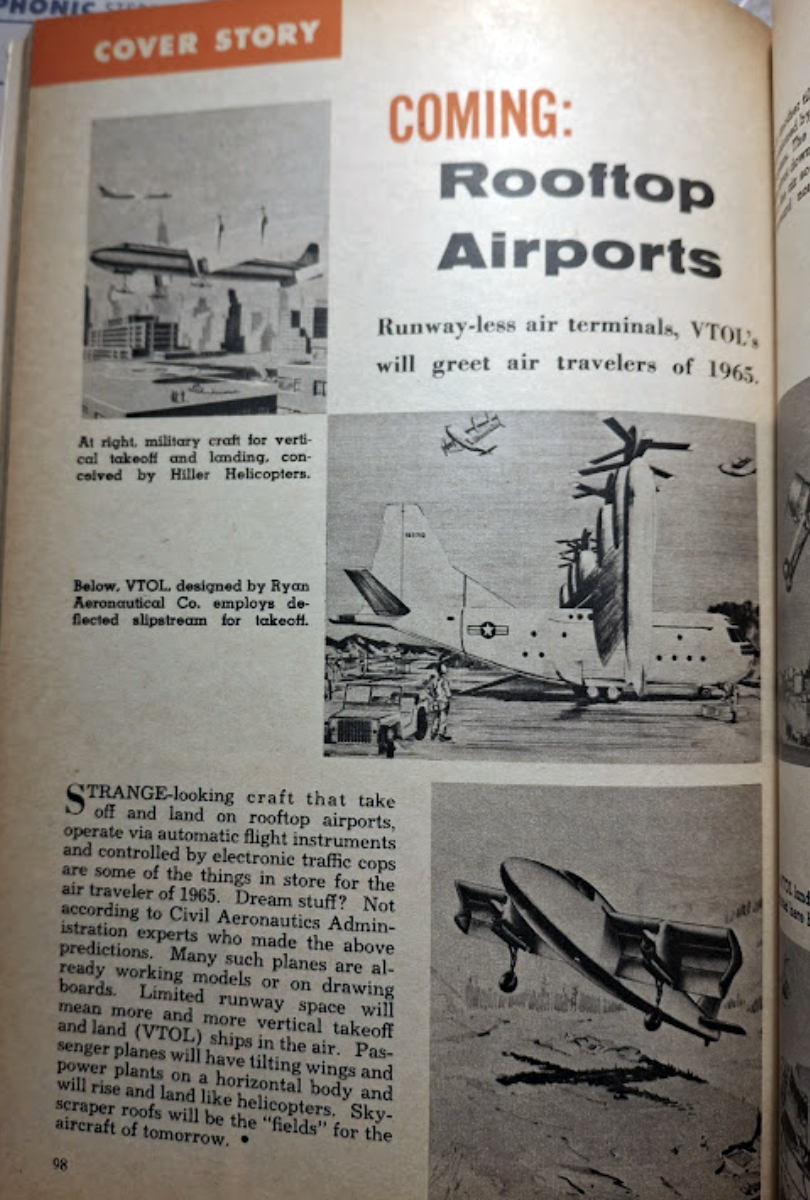 PHONIC
COVER STORY
COMING:
Rooftop
Airports
Runway-less air terminals, VTOL's
will greet air travelers of 1965.
At right, military craft for verti-
cal takeoff and landing, con-
ceived by Hiller Helicopters.
Below, VTOL, designed by Ryan
Aeronautical Co. employs de-
flected slipstream for takeoff.
STRANGE-looking craft that take
off and land on rooftop airports,
operate via automatic flight instruments
and controlled by electronic traffic cops
are some of the things in store for the
air traveler of 1965. Dream stuff? Not
according to Civil Aeronautics Admin-
istration experts who made the above
predictions. Many such planes are al-
ready working models or on drawing
boards. Limited runway space will
mean more and more vertical takeoff
and land (VTOL) ships in the air. Pas-
senger planes will have tilting wings and
power plants on a horizontal body and
will rise and land like helicopters. Sky-
scraper roofs will be the "fields" for the
aircraft of tomorrow. •
98